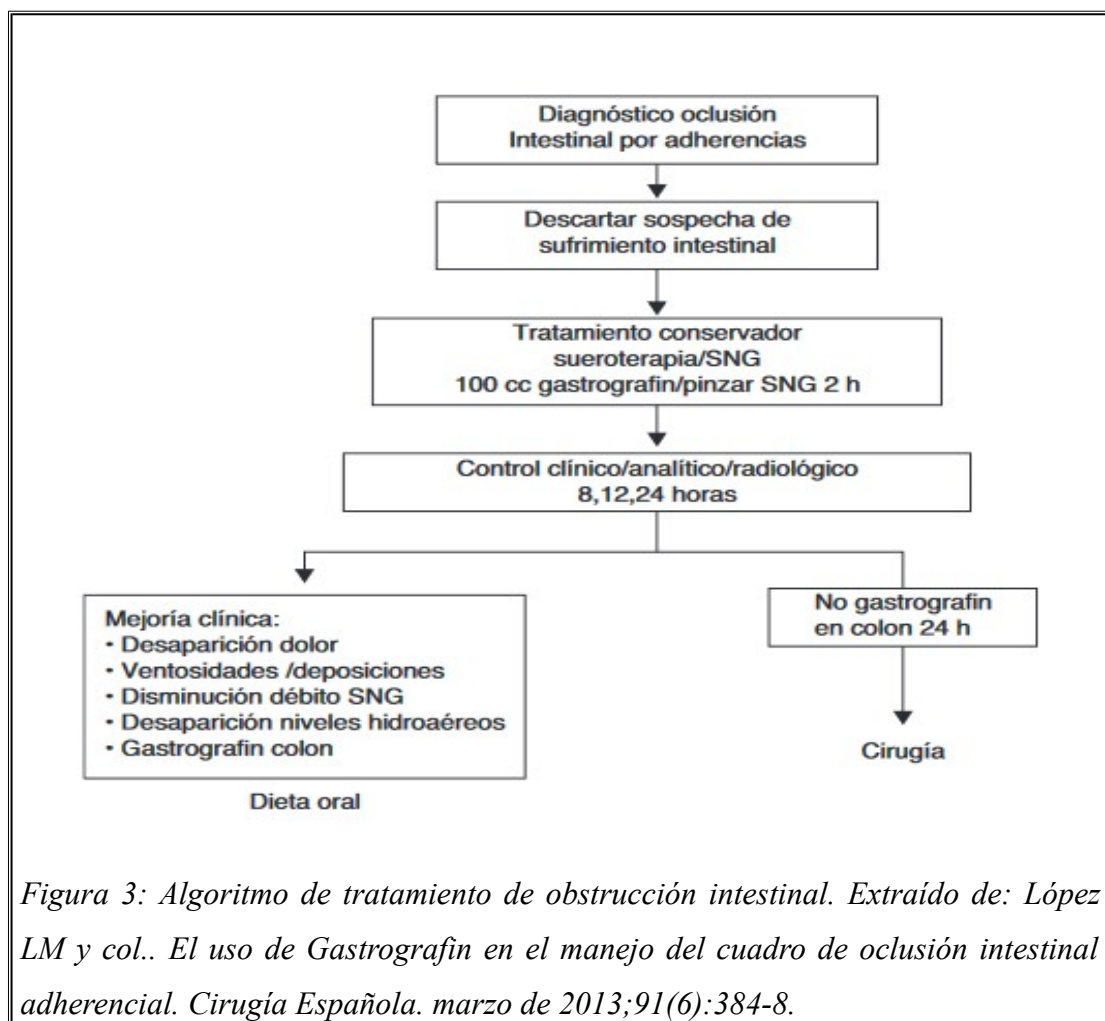 Diagnóstico oclusión
Intestinal por adherencias
Descartar sospecha de
sufrimiento intestinal
Tratamiento conservador
sueroterapia/SNG
100 cc gastrografin/pinzar SNG 2 h
Control clínico/analítico/radiológico
8,12,24 horas
Mejoría clínica:
• Desaparición dolor
• Ventosidades /deposiciones
• Disminución débito SNG
• Desaparición niveles hidroaéreos
• Gastrografin colon
Dieta oral
No gastrografin
en colon 24 h
Cirugía
Figura 3: Algoritmo de tratamiento de obstrucción intestinal. Extraído de: López
LM y col.. El uso de Gastrografin en el manejo del cuadro de oclusión intestinal
adherencial. Cirugía Española. marzo de 2013;91(6):384-8.